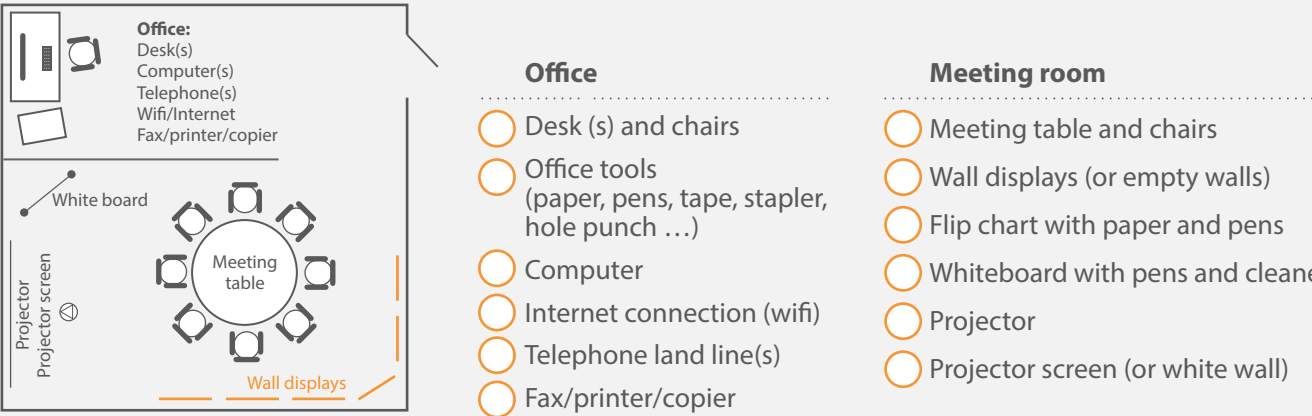 Office:
Desk(s)
Computer(s)
Telephone(s)
Wifi/Internet
Fax/printer/copier
White board
Meeting
table
Projector
Projector screen
Wall displays
Office
Desk (s) and chairs
Office tools
(paper, pens, tape, stapler,
hole punch …)
Computer
Internet connection (wifi)
Telephone land line(s)
Fax/printer/copier
Meeting room
Meeting table and chairs
Wall displays (or empty walls)
Flip chart with paper and pens
Whiteboard with pens and cleane
Projector
Projector screen (or white wall)